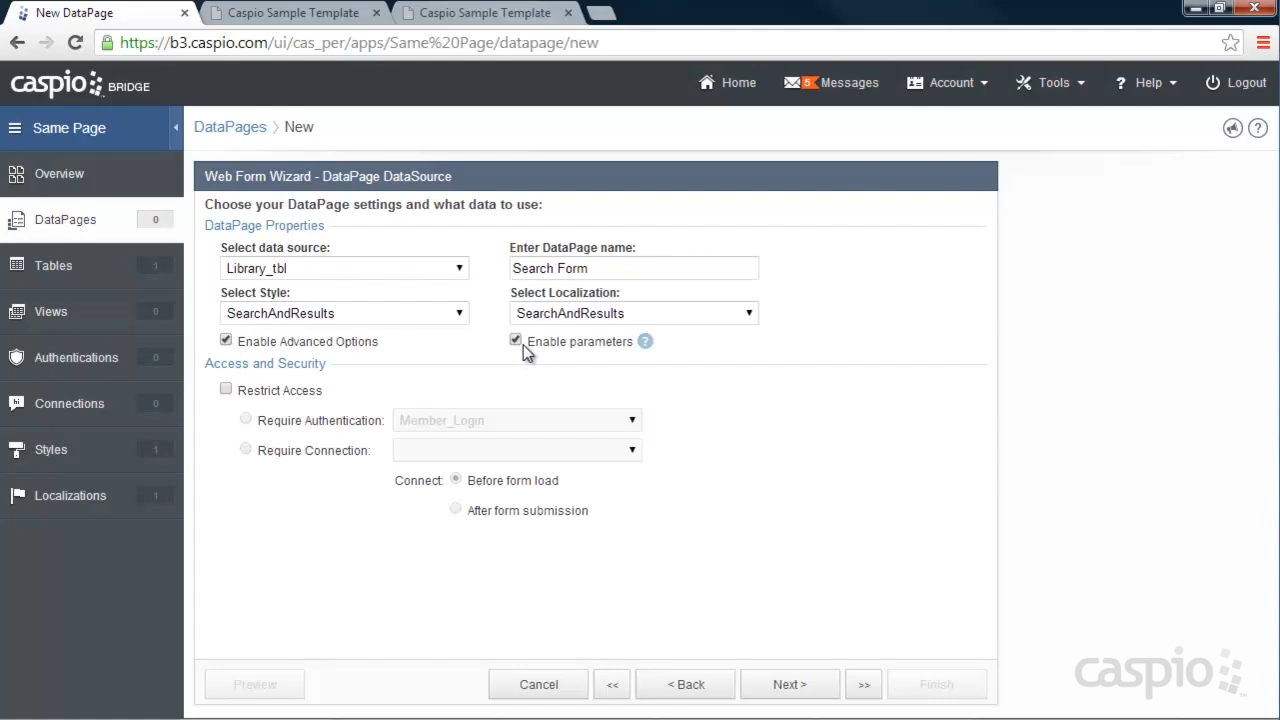 New DataPage
Caspio Sample Template
Caspio Sample Template
https://b3.caspio.com/ui/cas_per/apps/Same%20Page/datapage/new
caspio BRIDGE
Home
5 Messages
Account
Tools
? Help
Logout
Same Page
DataPages > New
?
Overview
DataPages 0
Tables 1
Views 0
Authentications 0
hi Connections 0
Styles 1
Localizations 1
Web Form Wizard - DataPage DataSource
Choose your DataPage settings and what data to use:
DataPage Properties
Select data source:
Enter DataPage name:
Library_tbl
Search Form
Select Style:
Select Localization:
SearchAndResults
SearchAndResults
Enable Advanced Options
Enable parameters ?
Access and Security
Restrict Access
Require Authentication: Member_Login
Require Connection:
Connect: Before form load
After form submission
Preview
Cancel
<<
< Back
Next >
>>
Finish
caspio